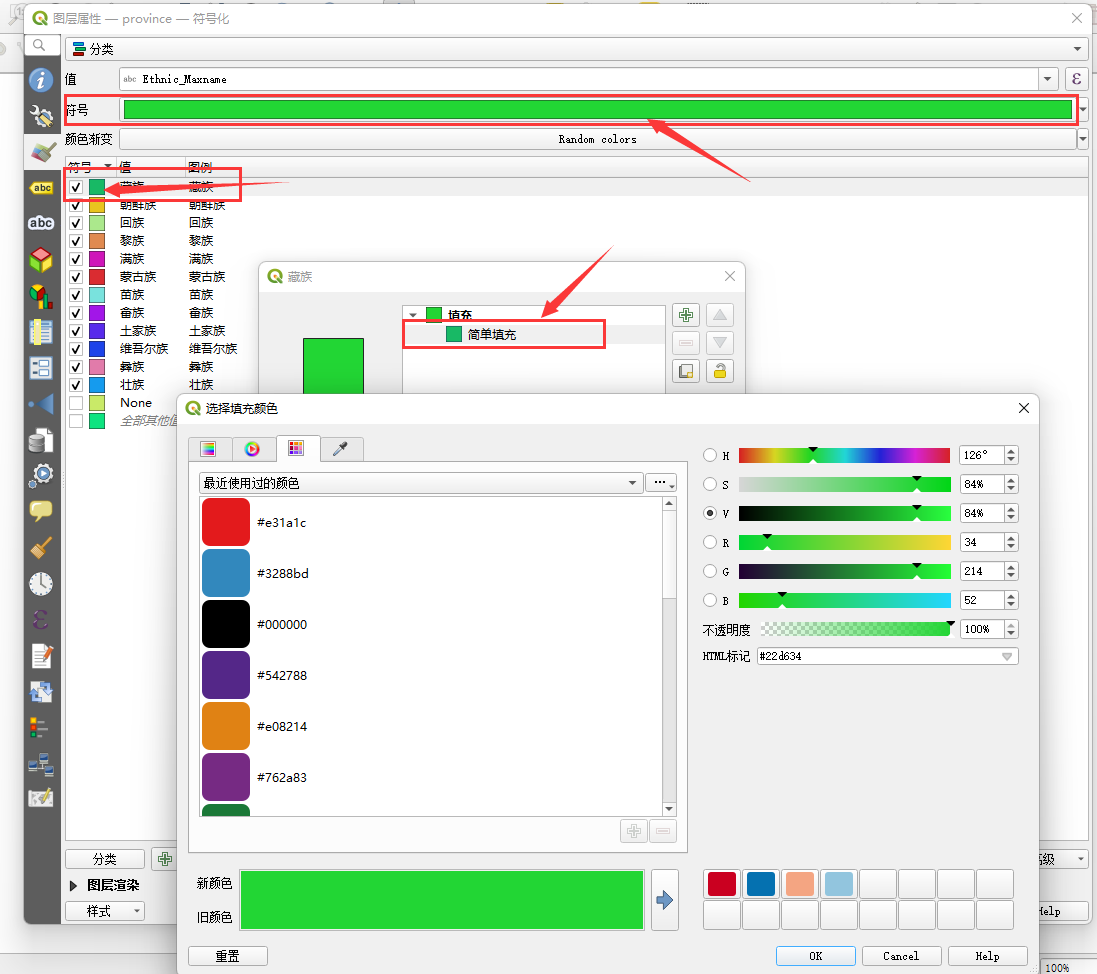 图层属性 — province — 符号化
分类
值
abc Ethnic_Maxname
ε
符号
颜色渐变
Random colors
符号 值 图例
藏族 藏族
朝鲜族 朝鲜族
回族 回族
黎族 黎族
满族 满族
蒙古族 蒙古族
苗族 苗族
畲族 畲族
土家族 土家族
维吾尔族 维吾尔族
彝族 彝族
壮族 壮族
None
全部其他值
abc
abc
藏族
填充
简单填充
选择填充颜色
最近使用过的颜色
...
#e31a1c
#3288bd
#000000
#542788
#e08214
#762a83
H 126°
S 84%
V 84%
R 34
G 214
B 52
不透明度 100%
HTML标记 #22d634
新颜色
旧颜色
重置
OK
Cancel
Help
分类
图层渲染
样式
高级
Help
100%